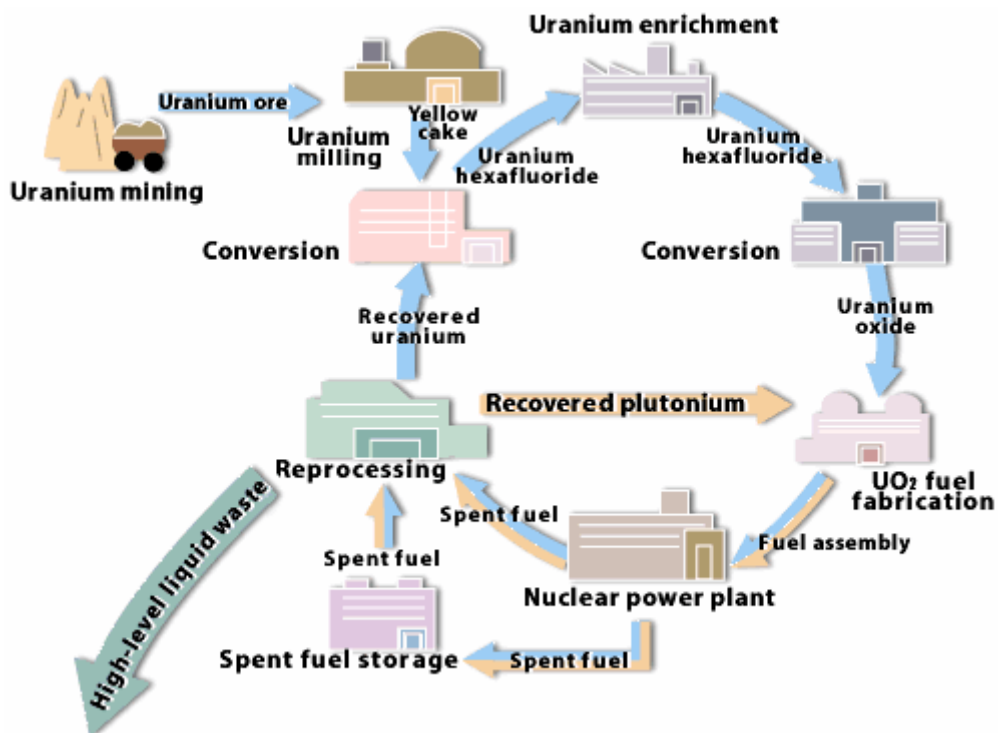 Uranium enrichment
Uranium ore
Yellow
cake
Uranium
milling
Uranium
hexafluoride
Uranium
hexafluoride
Uranium mining
Conversion
Conversion
Recovered
uranium
Uranium
oxide
Recovered plutonium
Reprocessing
UO₂ fuel
fabrication
High-level liquid waste
Spent fuel
Fuel assembly
Spent fuel
Nuclear power plant
Spent fuel storage
Spent fuel